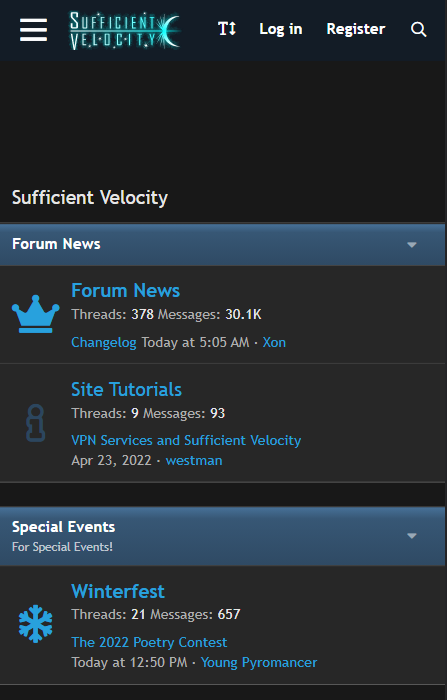 SUFFICIENT
VELOCITY
T Log in Register
Sufficient Velocity
Forum News
Forum News
Threads: 378 Messages: 30.1K
Changelog Today at 5:05 AM · Xon
Site Tutorials
Threads: 9 Messages: 93
VPN Services and Sufficient Velocity
Apr 23, 2022 · westman
Special Events
For Special Events!
Winterfest
Threads: 21 Messages: 657
The 2022 Poetry Contest
Today at 12:50 PM · Young Pyromancer